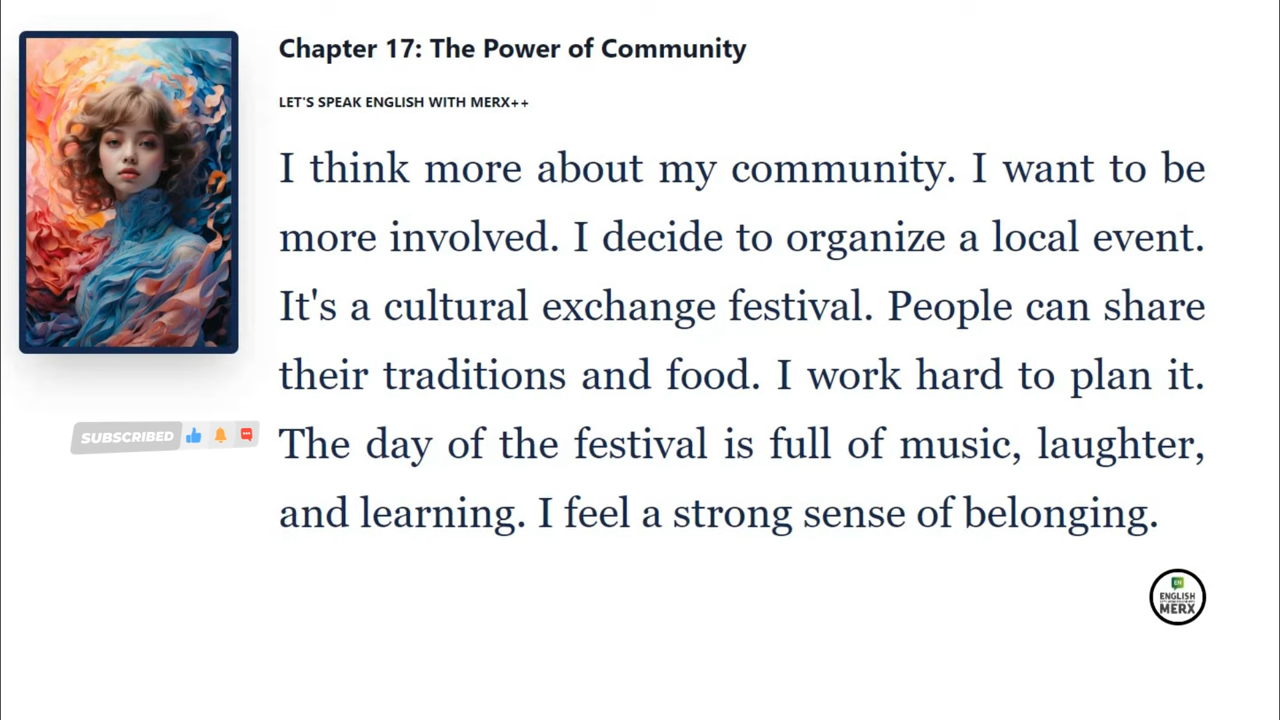 Chapter 17: The Power of Community
LET'S SPEAK ENGLISH WITH MERX++
I think more about my community. I want to be
more involved. I decide to organize a local event.
It's a cultural exchange festival. People can share
their traditions and food. I work hard to plan it.
The day of the festival is full of music, laughter,
and learning. I feel a strong sense of belonging.
SUBSCRIBED
EN
ENGLISH
MERX